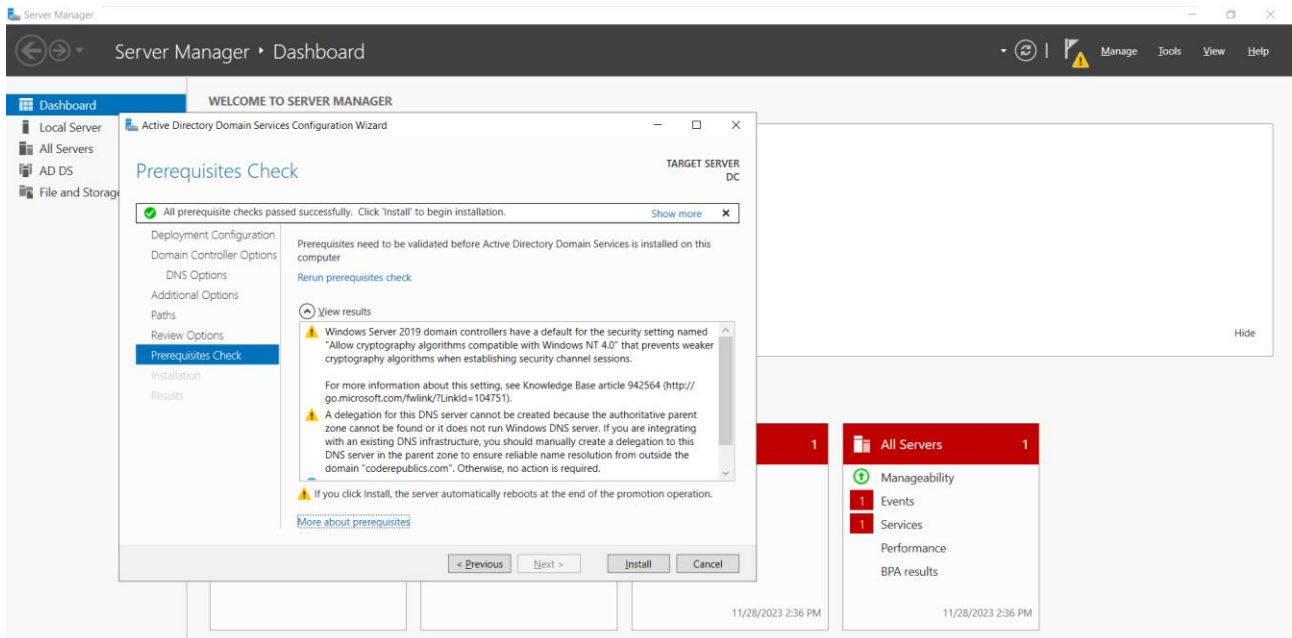 Server Manager
Server Manager ‣ Dashboard
Manage Tools View Help
Dashboard
Local Server
All Servers
AD DS
File and Storage
WELCOME TO SERVER MANAGER
Active Directory Domain Services Configuration Wizard
Prerequisites Check
TARGET SERVER
DC
All prerequisite checks passed successfully. Click 'Install' to begin installation.
Show more
Deployment Configuration
Domain Controller Options
DNS Options
Additional Options
Paths
Review Options
Prerequisites Check
Installation
Results
Prerequisites need to be validated before Active Directory Domain Services is installed on this
computer
Rerun prerequisites check
View results
Windows Server 2019 domain controllers have a default for the security setting named
"Allow cryptography algorithms compatible with Windows NT 4.0" that prevents weaker
cryptography algorithms when establishing security channel sessions.
For more information about this setting, see Knowledge Base article 942564 (http://
go.microsoft.com/fwlink/?LinkId=104751).
A delegation for this DNS server cannot be created because the authoritative parent
zone cannot be found or it does not run Windows DNS server. If you are integrating
with an existing DNS infrastructure, you should manually create a delegation to this
DNS server in the parent zone to ensure reliable name resolution from outside the
domain "coderepublics.com". Otherwise, no action is required.
If you click Install, the server automatically reboots at the end of the promotion operation.
More about prerequisites
< Previous
Next >
Install
Cancel
Hide
1
11/28/2023 2:36 PM
All Servers 1
Manageability
1 Events
1 Services
Performance
BPA results
11/28/2023 2:36 PM